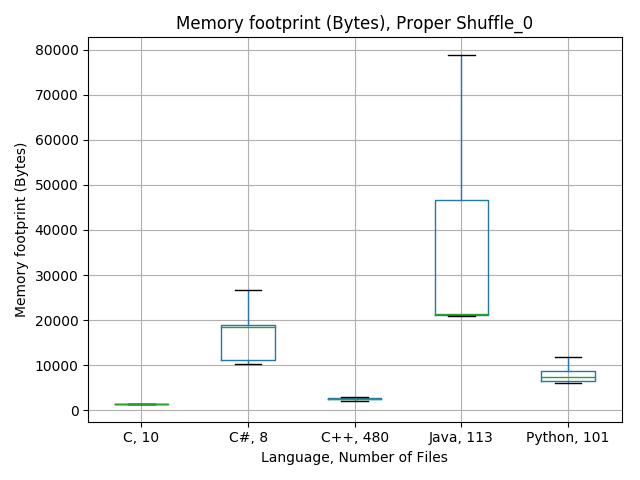 Memory footprint (Bytes), Proper Shuffle_0
Memory footprint (Bytes)
80000
70000
60000
50000
40000
30000
20000
10000
0
C, 10
C#, 8
C++, 480
Java, 113
Python, 101
Language, Number of Files